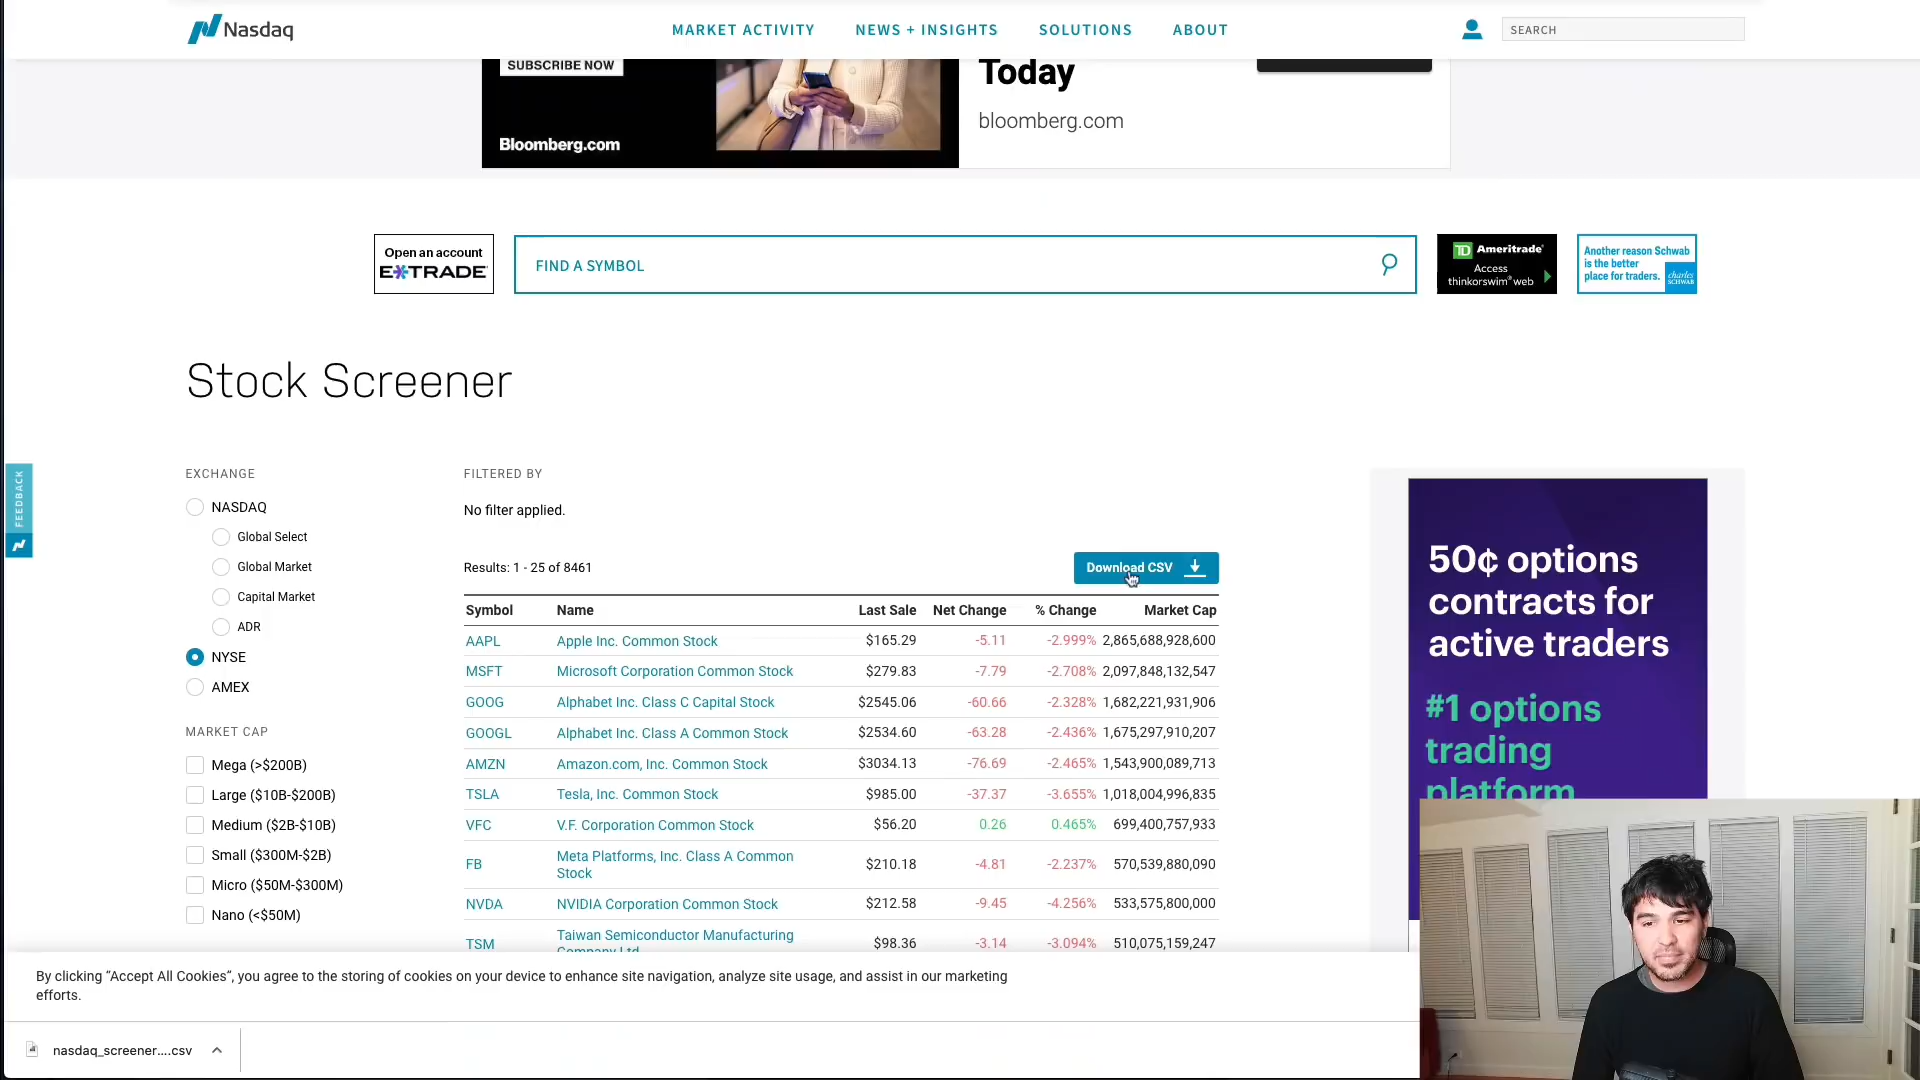 Nasdaq
MARKET ACTIVITY
NEWS + INSIGHTS
SOLUTIONS
ABOUT
SEARCH
SUBSCRIBE NOW
Bloomberg.com
Today
bloomberg.com
Open an account
E*TRADE
FIND A SYMBOL
TD Ameritrade
Access
thinkorswim® web
Another reason Schwab
is the better
place for traders.
charles
SCHWAB
Stock Screener
FEEDBACK
EXCHANGE
NASDAQ
Global Select
Global Market
Capital Market
ADR
NYSE
AMEX
MARKET CAP
Mega (>$200B)
Large ($10B-$200B)
Medium ($2B-$10B)
Small ($300M-$2B)
Micro ($50M-$300M)
Nano (<$50M)
FILTERED BY
No filter applied.
Results: 1 - 25 of 8461
Download CSV
Symbol Name Last Sale Net Change % Change Market Cap
AAPL Apple Inc. Common Stock $165.29 -5.11 -2.999% 2,865,688,928,600
MSFT Microsoft Corporation Common Stock $279.83 -7.79 -2.708% 2,097,848,132,547
GOOG Alphabet Inc. Class C Capital Stock $2545.06 -60.66 -2.328% 1,682,221,931,906
GOOGL Alphabet Inc. Class A Common Stock $2534.60 -63.28 -2.436% 1,675,297,910,207
AMZN Amazon.com, Inc. Common Stock $3034.13 -76.69 -2.465% 1,543,900,089,713
TSLA Tesla, Inc. Common Stock $985.00 -37.37 -3.655% 1,018,004,996,835
VFC V.F. Corporation Common Stock $56.20 0.26 0.465% 699,400,757,933
FB Meta Platforms, Inc. Class A Common
Stock $210.18 -4.81 -2.237% 570,539,880,090
NVDA NVIDIA Corporation Common Stock $212.58 -9.45 -4.256% 533,575,800,000
TSM Taiwan Semiconductor Manufacturing
Company Ltd. $98.36 -3.14 -3.094% 510,075,159,247
50¢ options
contracts for
active traders
#1 options
trading
platform
By clicking “Accept All Cookies”, you agree to the storing of cookies on your device to enhance site navigation, analyze site usage, and assist in our marketing
efforts.
nasdaq_screener....csv